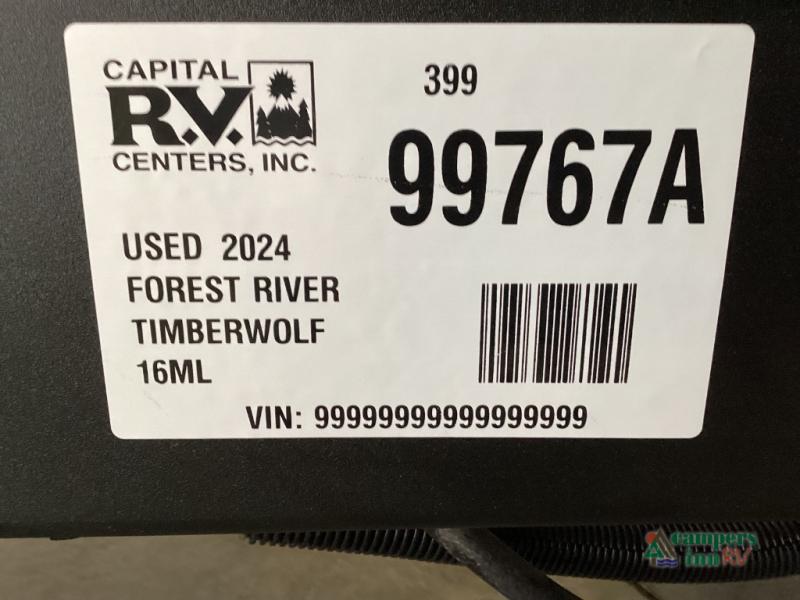 CAPITAL
R.V.
CENTERS, INC.
399
99767A
USED 2024
FOREST RIVER
TIMBERWOLF
16ML
VIN: 99999999999999999
campers
inn RV